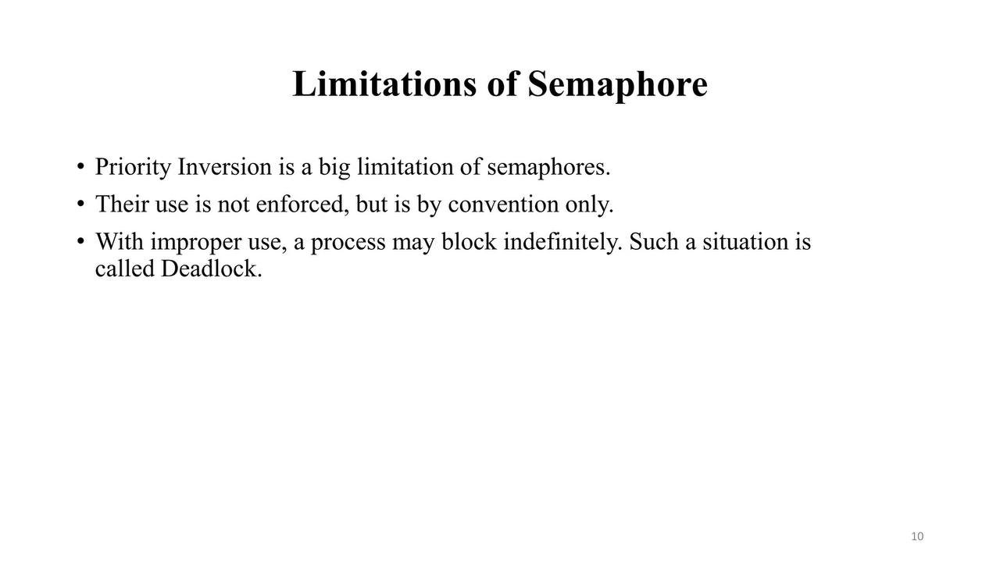 Limitations of Semaphore
• Priority Inversion is a big limitation of semaphores.
• Their use is not enforced, but is by convention only.
• With improper use, a process may block indefinitely. Such a situation is
called Deadlock.
10